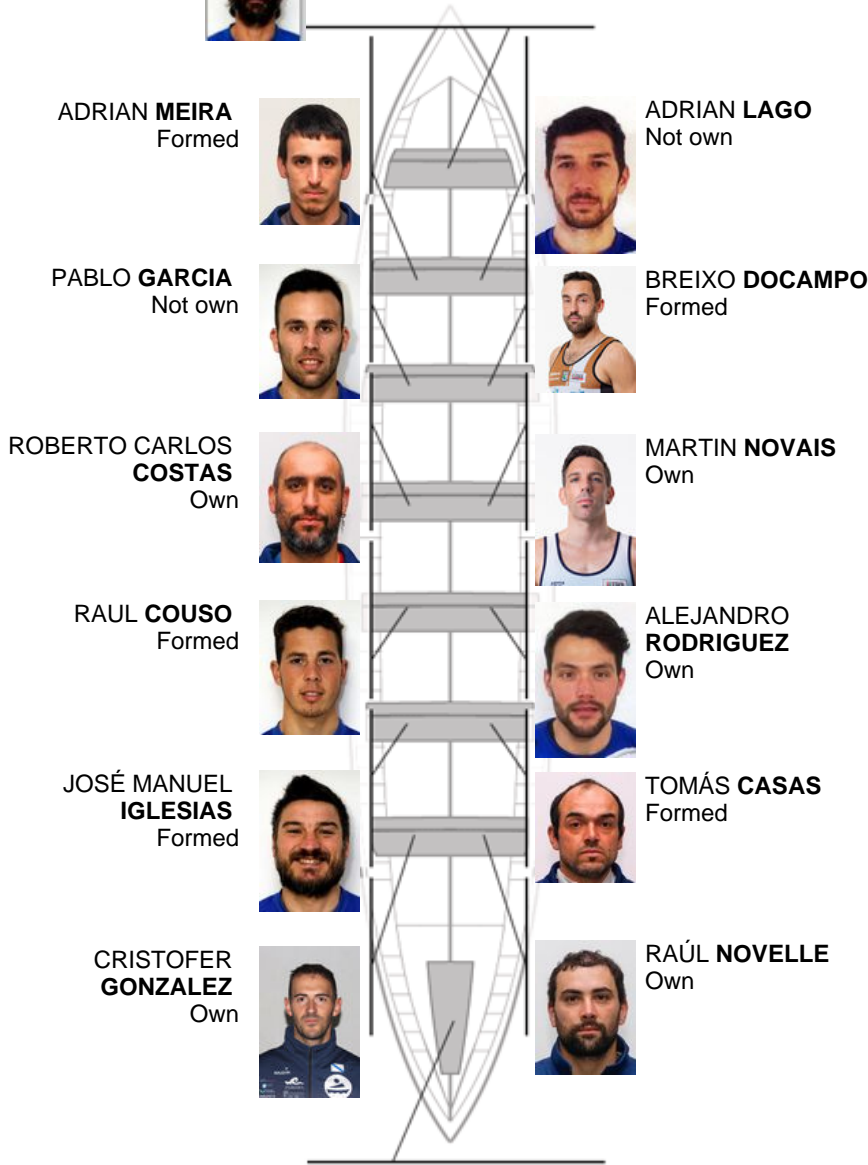 ADRIAN MEIRA
Formed
ADRIAN LAGO
Not own
PABLO GARCIA
Not own
BREIXO DOCAMPO
Formed
ROBERTO CARLOS
COSTAS
Own
MARTIN NOVAIS
Own
RAUL COUSO
Formed
ALEJANDRO
RODRIGUEZ
Own
JOSÉ MANUEL
IGLESIAS
Formed
TOMÁS CASAS
Formed
CRISTOFER
GONZALEZ
Own
RAÚL NOVELLE
Own